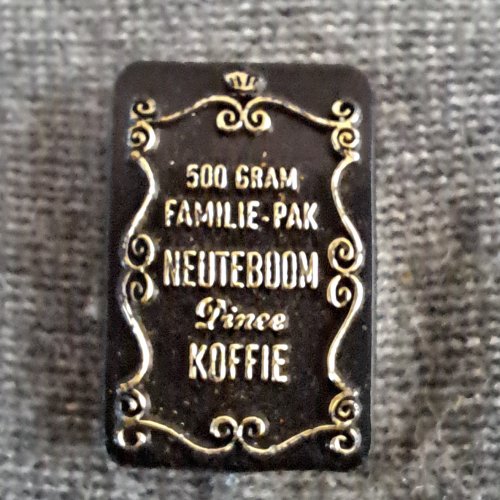 500 GRAM
FAMILIE-PAK
NEUTEBOOM
Pince
KOFFIE